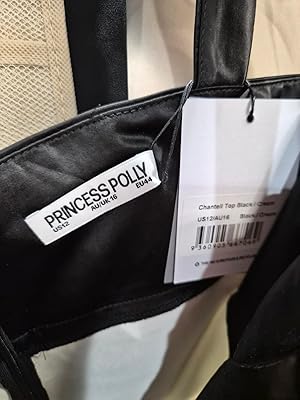 PRINCESS POLLY
US12 AU/UK 16 EU44
Chantell Top Black / Cream
US12/AU16 Black / Cream